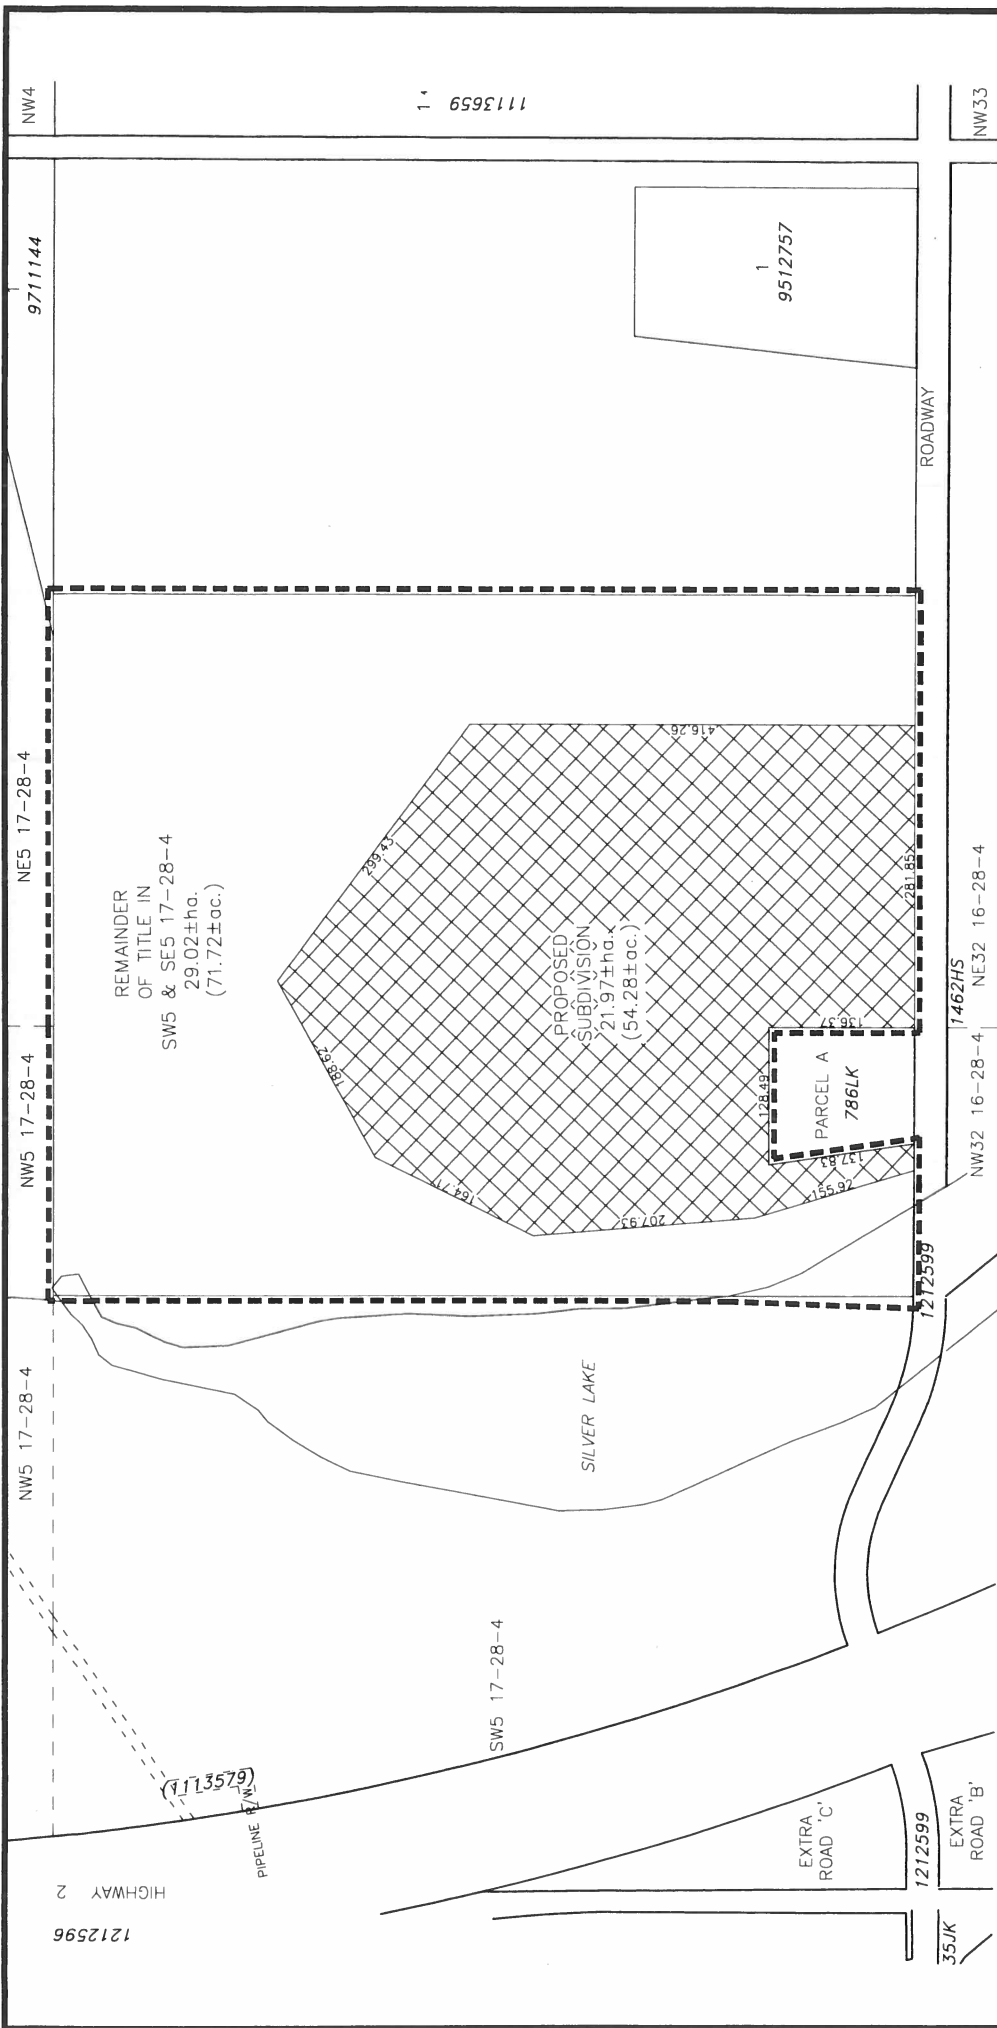 NW4
1
9711144
1
1113659
NW33
1
9512757
ROADWAY
NE5 17-28-4
REMAINDER
OF TITLE IN
SW5 & SE5 17-28-4
29.02±ha.
(71.72±ac.)
416.26
299.43
281.85
PROPOSED
SUBDIVISION
21.97±ha.
(54.28±ac.)
188.62
164.71
207.93
155.62
137.83
128.49
136.37
PARCEL A
786LK
1462HS
NE32 16-28-4
NW32 16-28-4
NW5 17-28-4
1212599
NW5 17-28-4
SILVER LAKE
SW5 17-28-4
(1113579)
PIPELINE R/W
HIGHWAY 2
1212596
EXTRA
ROAD 'C'
1212599
EXTRA
ROAD 'B'
35JK